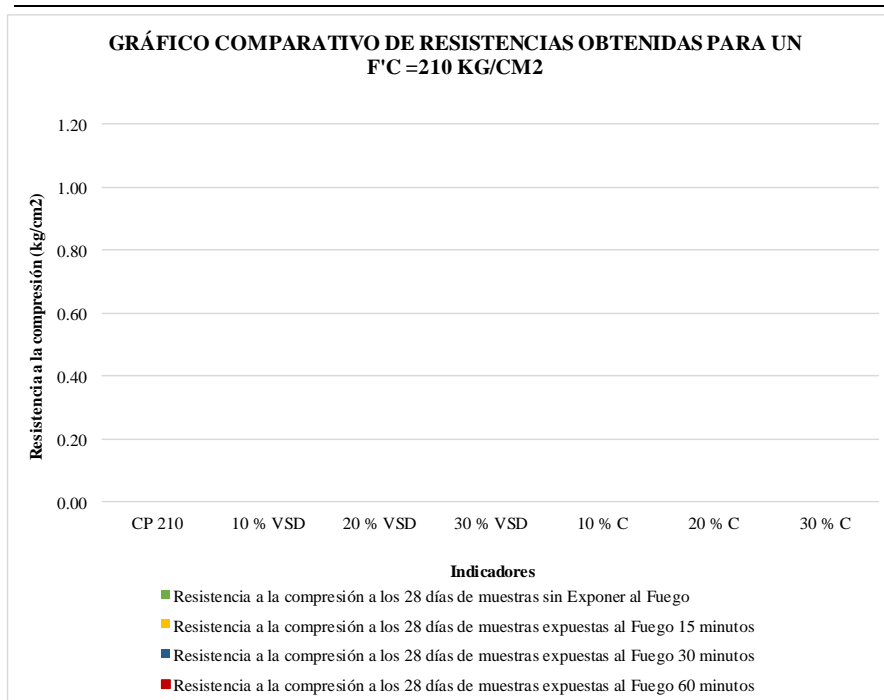 GRÁFICO COMPARATIVO DE RESISTENCIAS OBTENIDAS PARA UN
F'C =210 KG/CM2
Resistencia a la compresión (kg/cm2)
1.20
1.00
0.80
0.60
0.40
0.20
0.00
CP 210 10 % VSD 20 % VSD 30 % VSD 10 % C 20 % C 30 % C
Indicadores
Resistencia a la compresión a los 28 días de muestras sin Exponer al Fuego
Resistencia a la compresión a los 28 días de muestras expuestas al Fuego 15 minutos
Resistencia a la compresión a los 28 días de muestras expuestas al Fuego 30 minutos
Resistencia a la compresión a los 28 días de muestras expuestas al Fuego 60 minutos